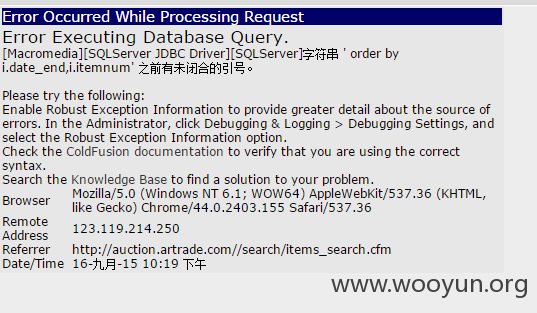 Error Occurred While Processing Request
Error Executing Database Query.
[Macromedia][SQLServer JDBC Driver][SQLServer]字符串 ' order by
i.date_end,i.itemnum' 之前有未闭合的引号。
Please try the following:
Enable Robust Exception Information to provide greater detail about the source of
errors. In the Administrator, click Debugging & Logging > Debugging Settings, and
select the Robust Exception Information option.
Check the ColdFusion documentation to verify that you are using the correct
syntax.
Search the Knowledge Base to find a solution to your problem.
Browser Mozilla/5.0 (Windows NT 6.1; WOW64) AppleWebKit/537.36 (KHTML,
like Gecko) Chrome/44.0.2403.155 Safari/537.36
Remote
Address 123.119.214.250
Referrer http://auction.artrade.com//search/items_search.cfm
Date/Time 16-九月-15 10:19 下午
www.wooyun.org